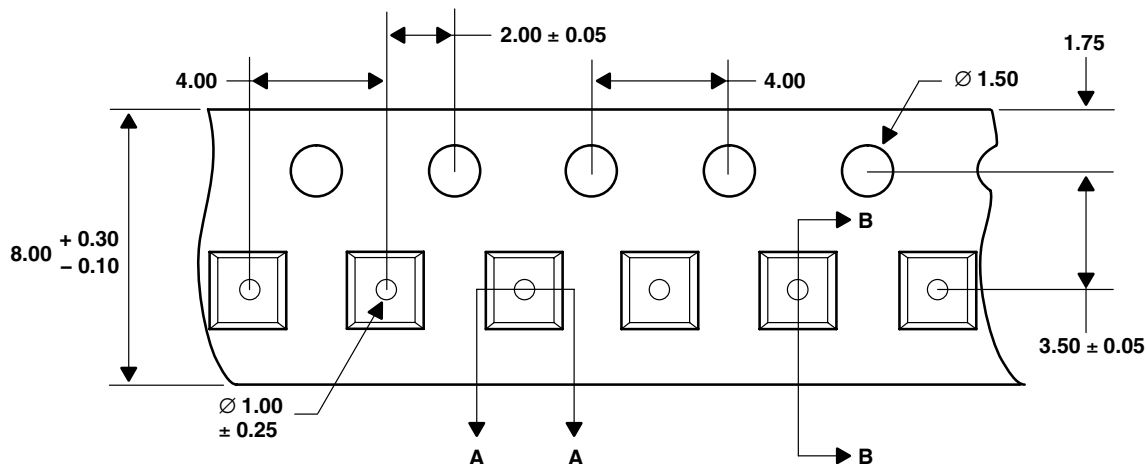 2.00 ± 0.05
1.75
4.00
4.00
∅ 1.50
B
8.00 + 0.30
– 0.10
3.50 ± 0.05
∅ 1.00
± 0.25
A
A
B